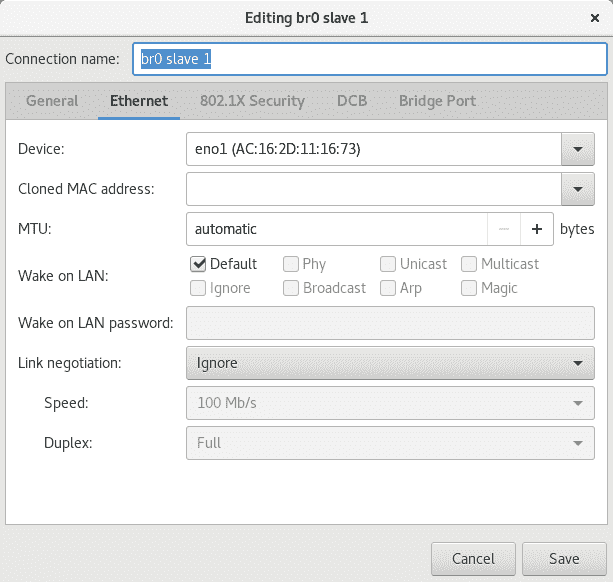 Editing br0 slave 1 ×
Connection name: br0 slave 1
General Ethernet 802.1X Security DCB Bridge Port
Device: eno1 (AC:16:2D:11:16:73)
Cloned MAC address:
MTU: automatic − + bytes
Wake on LAN: Default Phy Unicast Multicast
Ignore Broadcast Arp Magic
Wake on LAN password:
Link negotiation: Ignore
Speed: 100 Mb/s
Duplex: Full
Cancel Save